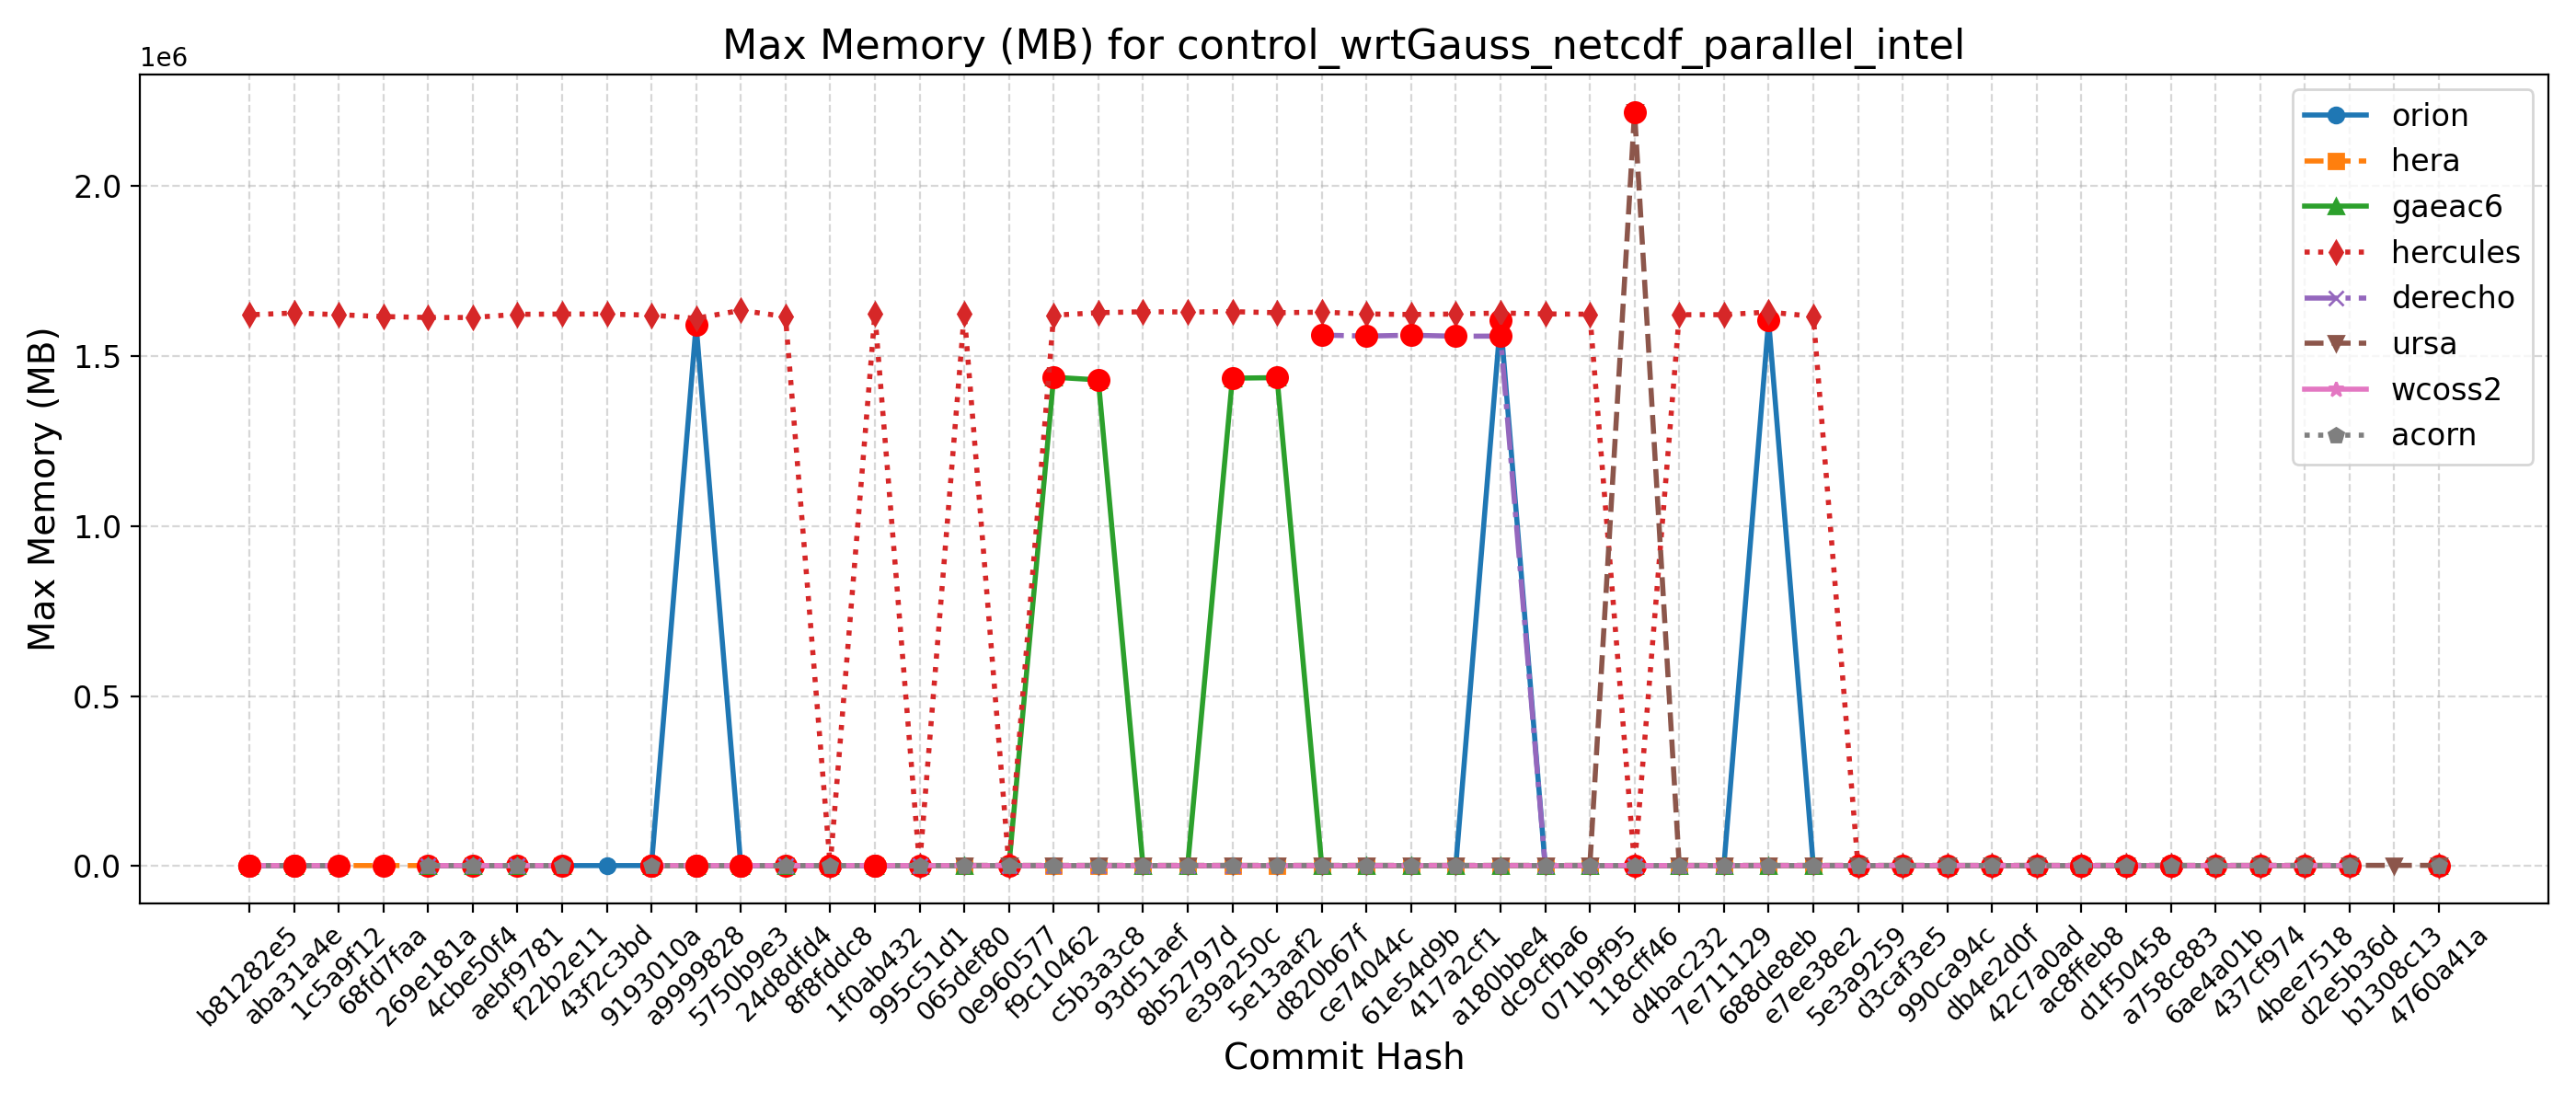 Max Memory (MB) for control_wrtGauss_netcdf_parallel_intel
1e6
2.0
1.5
1.0
0.5
0.0
Max Memory (MB)
orion
hera
gaeac6
hercules
derecho
ursa
wcoss2
acorn
b81282e5
aba31a4e
1c5a9f12
68fd7faa
269e181a
4cbe50f4
aebf9781
f22b2e11
43f2c3bd
9193010a
a9999828
5750b9e3
24d8dfd4
8f8fddc8
1f0ab432
995c51d1
065def80
0e960577
f9c10462
c5b3a3c8
93d51aef
8b52797d
e39a250c
5e13aaf2
d820b67f
ce74044c
61e54d9b
417a2cf1
a180bbe4
dc9cfba6
071b9f95
118cff46
d4bac232
7e711129
688de8eb
e7ee38e2
5e3a9259
d3caf3e5
990ca94c
db4e2d0f
42c7a0ad
ac8ffeb8
d1f50458
a758c883
6ae4a01b
437cf974
4bee7518
d2e5b36d
b1308c13
4760a41a
Commit Hash